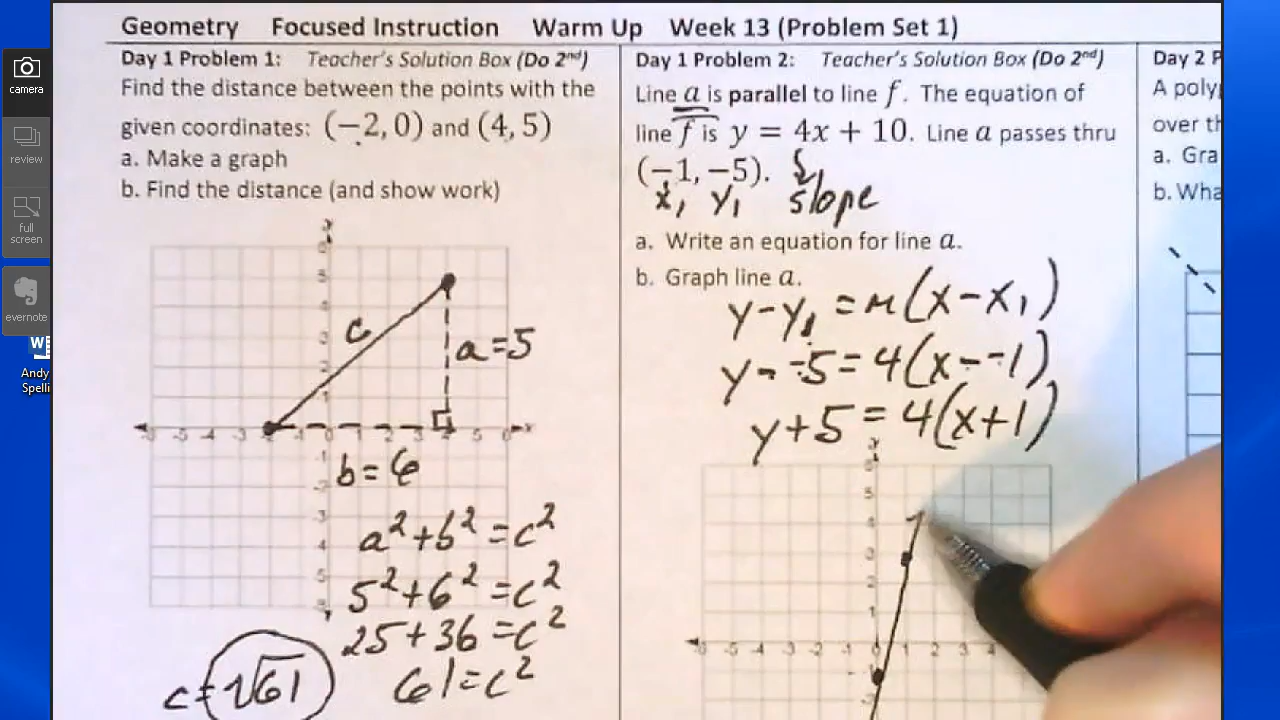 Geometry Focused Instruction Warm Up Week 13 (Problem Set 1)
camera
review
full
screen
evernote
W
Andy
Spelli
Day 1 Problem 1: Teacher's Solution Box (Do 2nd)
Find the distance between the points with the
given coordinates: (−2, 0) and (4, 5)
a. Make a graph
b. Find the distance (and show work)
y
c
a = 5
x
b = 6
a² + b² = c²
5² + 6² = c²
25 + 36 = c²
61 = c²
c = √61
Day 1 Problem 2: Teacher's Solution Box (Do 2nd)
Line a is parallel to line f. The equation of
line f is y = 4x + 10. Line a passes thru
(−1, −5).
x₁ y₁ slope
a. Write an equation for line a.
b. Graph line a.
y − y₁ = m(x − x₁)
y − −5 = 4(x − −1)
y + 5 = 4(x + 1)
y
Day 2 P
A poly
over th
a. Gra
b. Wha